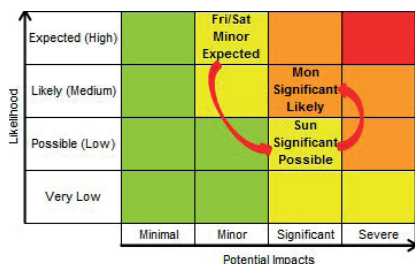 Likelihood
Expected (High)
Fri/Sat
Minor
Expected
Likely (Medium)
Mon
Significant
Likely
Possible (Low)
Sun
Significant
Possible
Very Low
Minimal
Minor
Significant
Severe
Potential Impacts